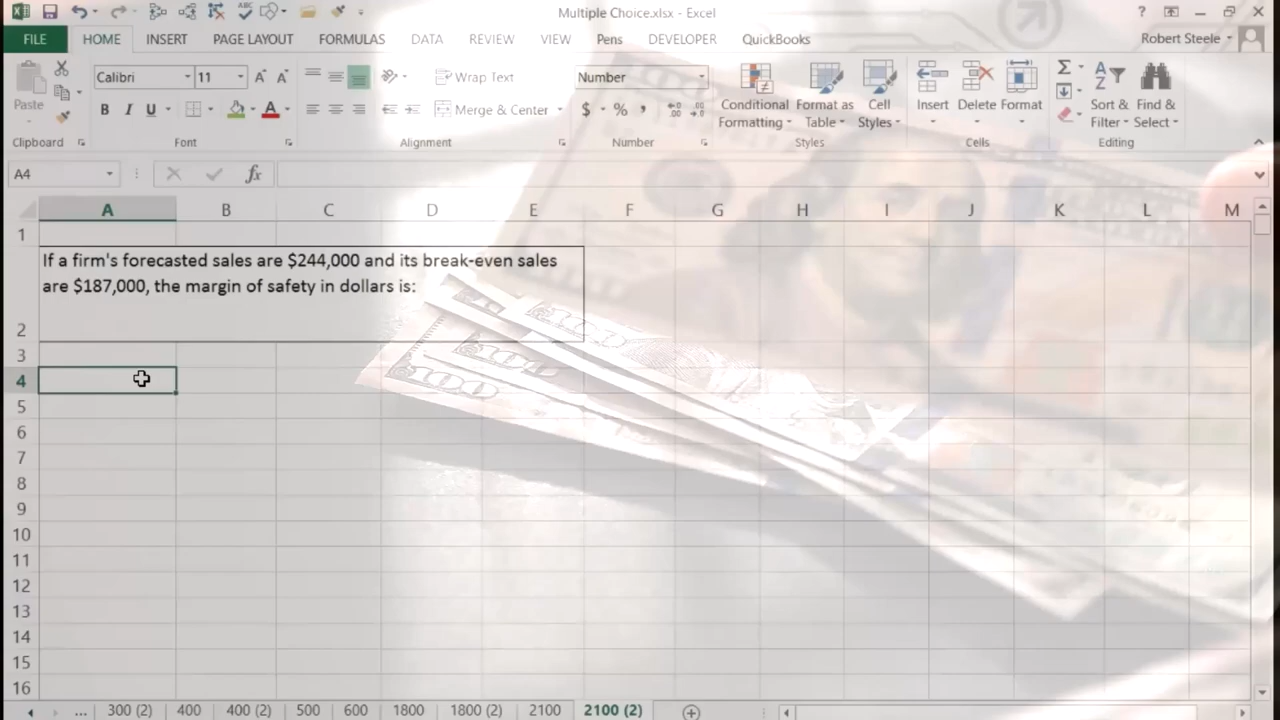 Multiple Choice.xlsx - Excel
FILE HOME INSERT PAGE LAYOUT FORMULAS DATA REVIEW VIEW Pens DEVELOPER QuickBooks Robert Steele
Calibri 11 Wrap Text Number
Paste B I U Merge & Center $ % , Conditional Formatting Format as Table Cell Styles Insert Delete Format Sort & Filter Find & Select
Clipboard Font Alignment Number Styles Cells Editing
A4 fx
A B C D E F G H I J K L M
1
If a firm's forecasted sales are $244,000 and its break-even sales
are $187,000, the margin of safety in dollars is:
2
3
4
5
6
7
8
9
10
11
12
13
14
15
16
... 300 (2) 400 400 (2) 500 600 1800 1800 (2) 2100 2100 (2)